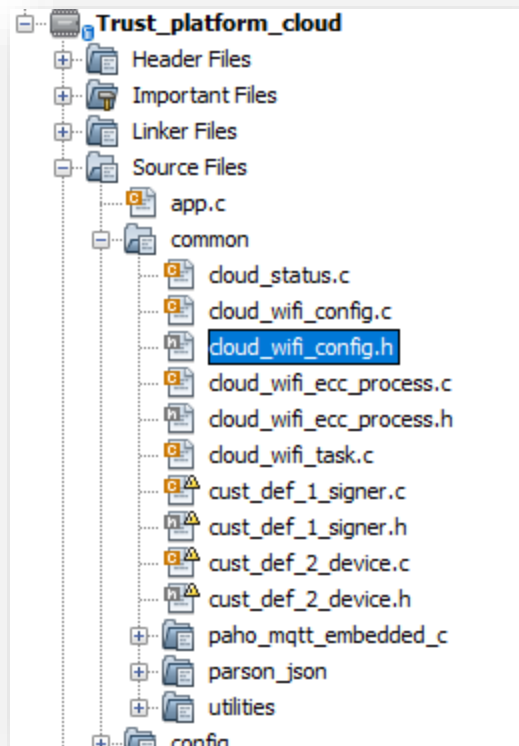 Trust_platform_cloud
Header Files
Important Files
Linker Files
Source Files
app.c
common
cloud_status.c
cloud_wifi_config.c
cloud_wifi_config.h
cloud_wifi_ecc_process.c
cloud_wifi_ecc_process.h
cloud_wifi_task.c
cust_def_1_signer.c
cust_def_1_signer.h
cust_def_2_device.c
cust_def_2_device.h
paho_mqtt_embedded_c
parson_json
utilities
config